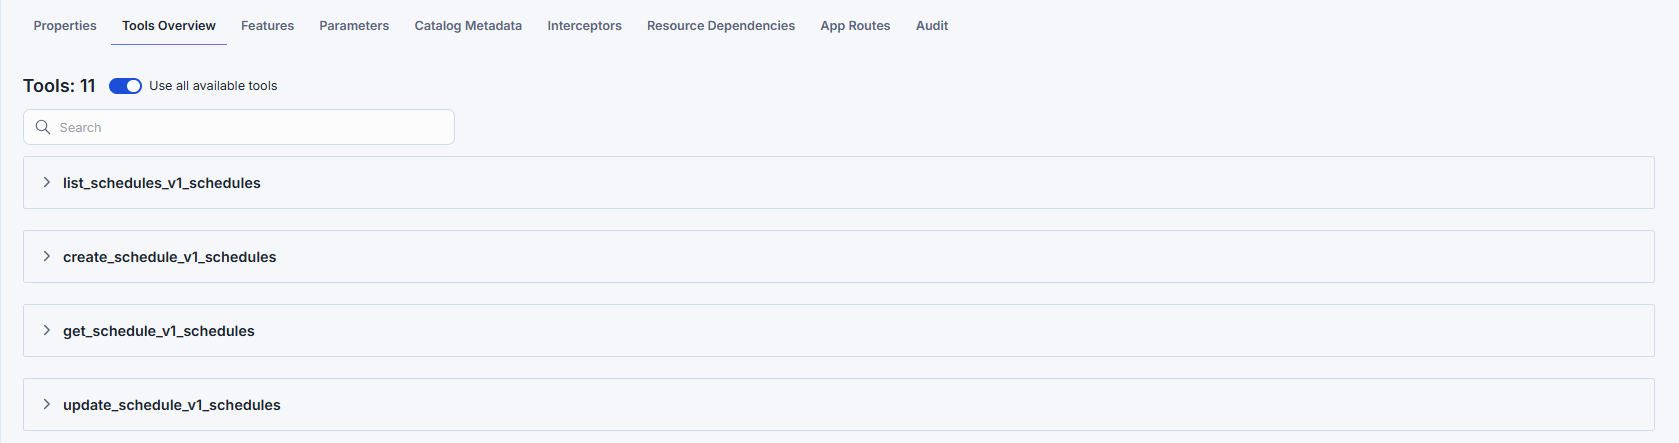 Properties Tools Overview Features Parameters Catalog Metadata Interceptors Resource Dependencies App Routes Audit
Tools: 11 Use all available tools
Search
list_schedules_v1_schedules
create_schedule_v1_schedules
get_schedule_v1_schedules
update_schedule_v1_schedules